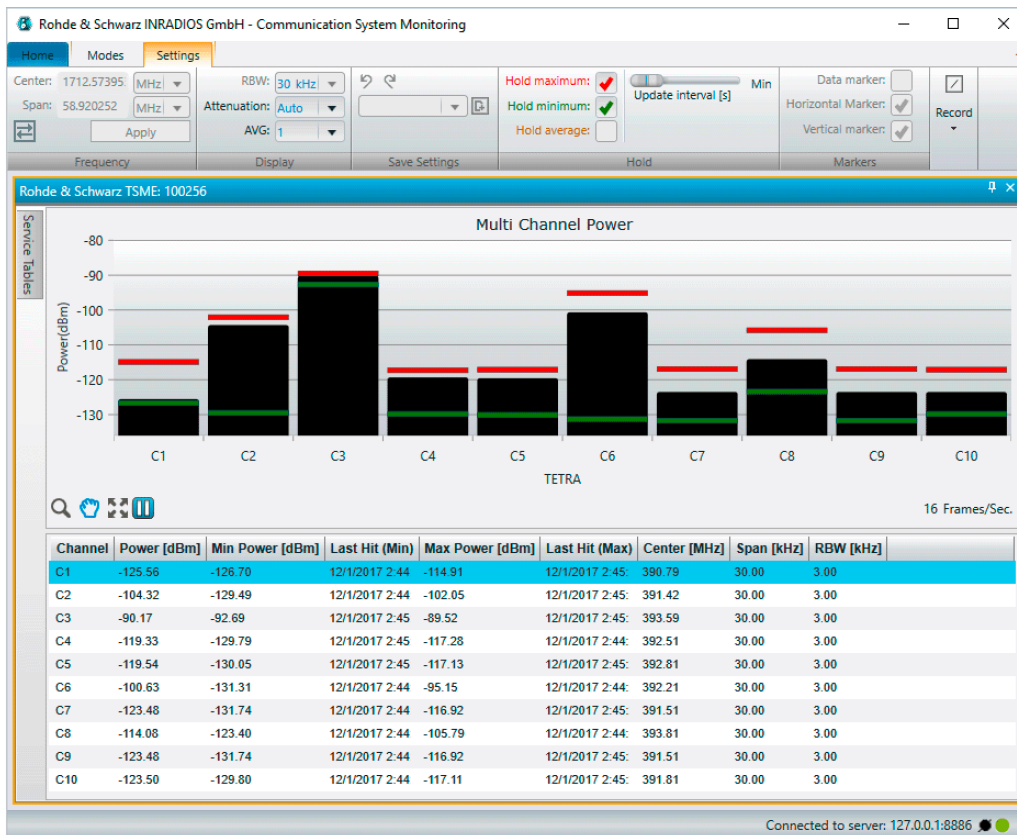 Rohde & Schwarz INRADIOS GmbH - Communication System Monitoring
Home Modes Settings
Center: 1712.57395 MHz RBW: 30 kHz Hold maximum: Min Data marker:
Span: 58.920252 MHz Attenuation: Auto Hold minimum: Update interval [s] Horizontal Marker: Record
Apply AVG: 1 Hold average: Vertical marker:
Frequency Display Save Settings Hold Markers
Rohde & Schwarz TSME: 100256
Service Tables
Multi Channel Power
Power(dBm)
-80
-90
-100
-110
-120
-130
C1 C2 C3 C4 C5 C6 C7 C8 C9 C10
TETRA
16 Frames/Sec.
Channel Power [dBm] Min Power [dBm] Last Hit (Min) Max Power [dBm] Last Hit (Max) Center [MHz] Span [kHz] RBW [kHz]
C1 -125.56 -126.70 12/1/2017 2:44 -114.91 12/1/2017 2:45: 390.79 30.00 3.00
C2 -104.32 -129.49 12/1/2017 2:44 -102.05 12/1/2017 2:45: 391.42 30.00 3.00
C3 -90.17 -92.69 12/1/2017 2:45 -89.52 12/1/2017 2:45: 393.59 30.00 3.00
C4 -119.33 -129.79 12/1/2017 2:45 -117.28 12/1/2017 2:44: 392.51 30.00 3.00
C5 -119.54 -130.05 12/1/2017 2:45 -117.13 12/1/2017 2:45: 392.81 30.00 3.00
C6 -100.63 -131.31 12/1/2017 2:44 -95.15 12/1/2017 2:44: 392.21 30.00 3.00
C7 -123.48 -131.74 12/1/2017 2:44 -116.92 12/1/2017 2:45: 391.51 30.00 3.00
C8 -114.08 -123.40 12/1/2017 2:44 -105.79 12/1/2017 2:44: 393.81 30.00 3.00
C9 -123.48 -131.74 12/1/2017 2:44 -116.92 12/1/2017 2:45: 391.51 30.00 3.00
C10 -123.50 -129.80 12/1/2017 2:44 -117.11 12/1/2017 2:45: 391.81 30.00 3.00
Connected to server: 127.0.0.1:8886